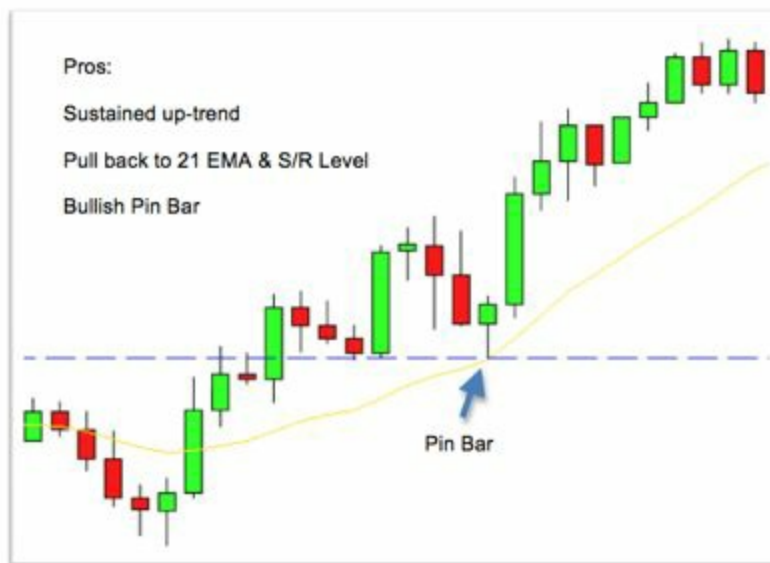 Pros:
Sustained up-trend
Pull back to 21 EMA & S/R Level
Bullish Pin Bar
Pin Bar